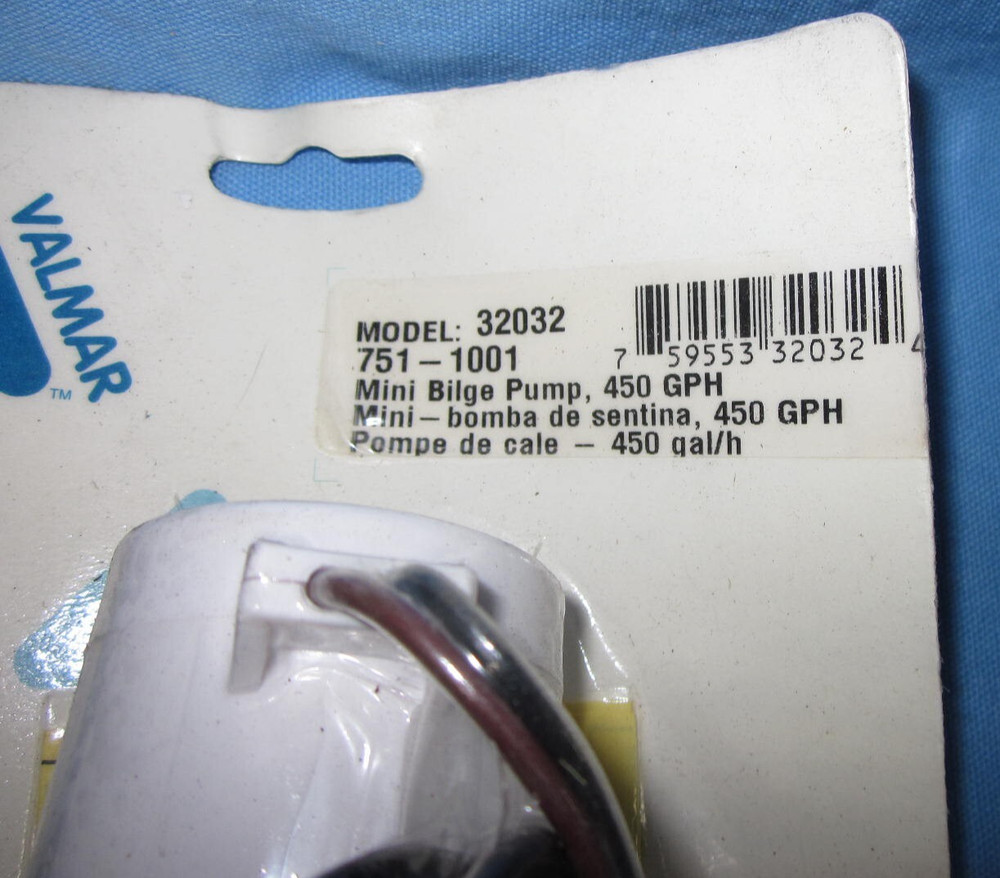 VALMAR
TM
MODEL: 32032
751-1001
Mini Bilge Pump, 450 GPH
Mini-bomba de sentina, 450 GPH
Pompe de cale - 450 gal/h
7 59553 32032 4